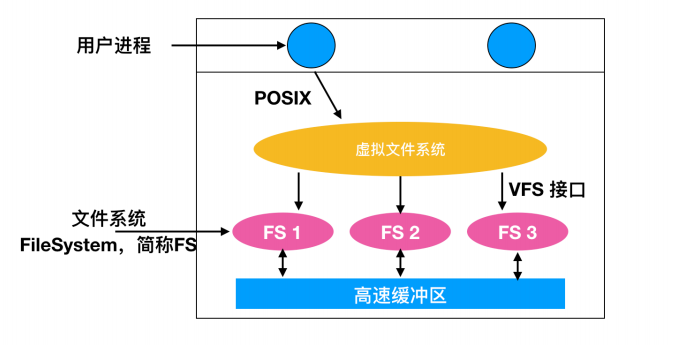 用户进程
POSIX
虚拟文件系统
VFS 接口
文件系统
FileSystem，简称FS
FS 1
FS 2
FS 3
高速缓冲区